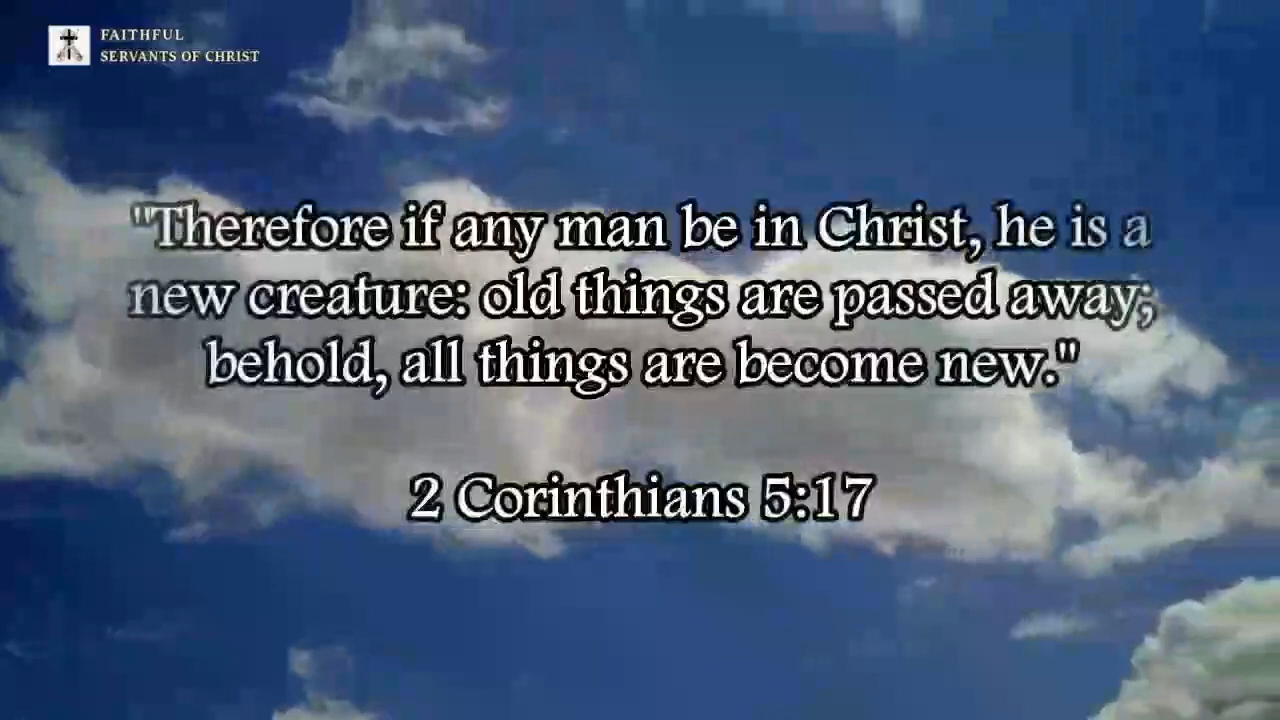 FAITHFUL
SERVANTS OF CHRIST
"Therefore if any man be in Christ, he is a
new creature: old things are passed away;
behold, all things are become new."
2 Corinthians 5:17